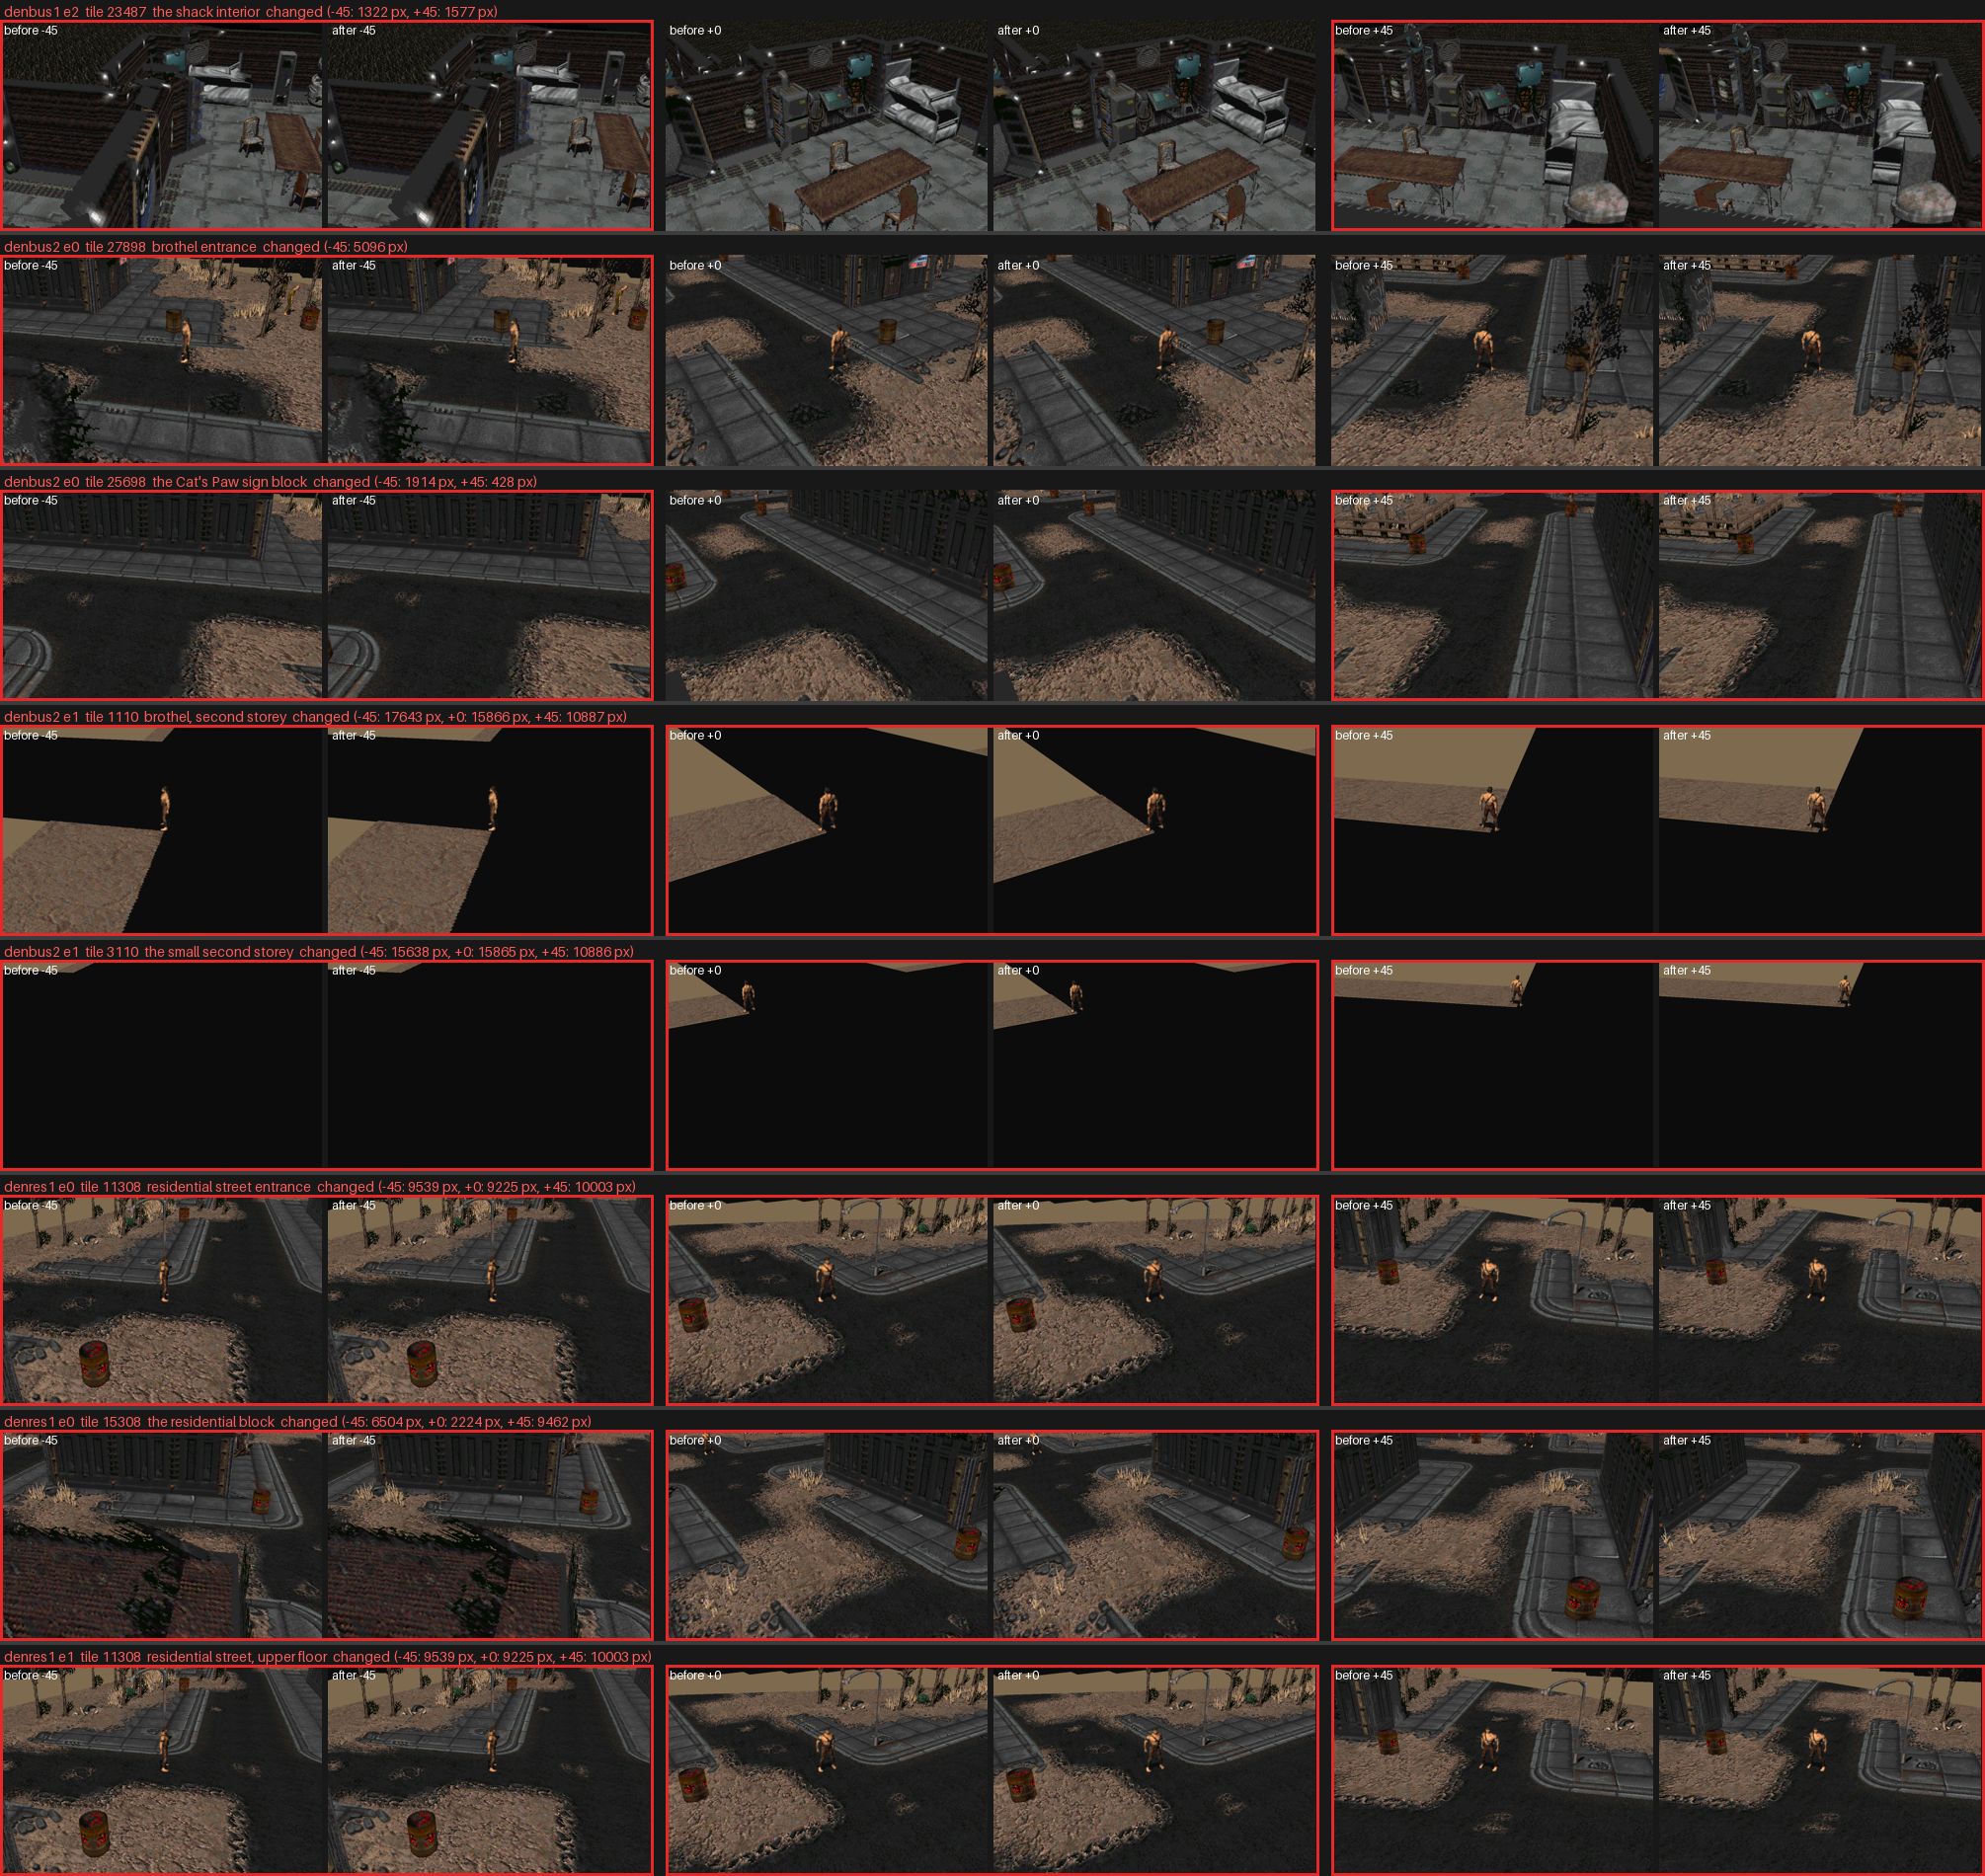 denbus1 e2 tile 23487 the shack interior changed (-45: 1322 px, +45: 1577 px)
before -45 after -45 before +0 after +0 before +45 after +45
denbus2 e0 tile 27898 brothel entrance changed (-45: 5096 px)
before -45 after -45 before +0 after +0 before +45 after +45
denbus2 e0 tile 25698 the Cat's Paw sign block changed (-45: 1914 px, +45: 428 px)
before -45 after -45 before +0 after +0 before +45 after +45
denbus2 e1 tile 1110 brothel, second storey changed (-45: 17643 px, +0: 15866 px, +45: 10887 px)
before -45 after -45 before +0 after +0 before +45 after +45
denbus2 e1 tile 3110 the small second storey changed (-45: 15638 px, +0: 15865 px, +45: 10886 px)
before -45 after -45 before +0 after +0 before +45 after +45
denres1 e0 tile 11308 residential street entrance changed (-45: 9539 px, +0: 9225 px, +45: 10003 px)
before -45 after -45 before +0 after +0 before +45 after +45
denres1 e0 tile 15308 the residential block changed (-45: 6504 px, +0: 2224 px, +45: 9462 px)
before -45 after -45 before +0 after +0 before +45 after +45
denres1 e1 tile 11308 residential street, upper floor changed (-45: 9539 px, +0: 9225 px, +45: 10003 px)
before -45 after -45 before +0 after +0 before +45 after +45